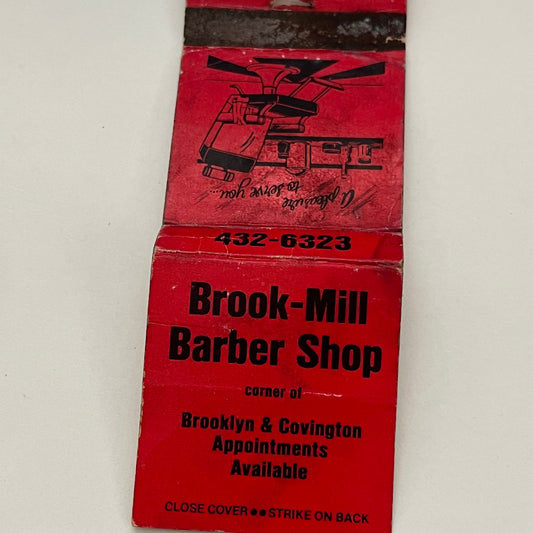 A pleasure
to serve you...
432-6323
Brook-Mill
Barber Shop
corner of
Brooklyn & Covington
Appointments
Available
CLOSE COVER●●STRIKE ON BACK